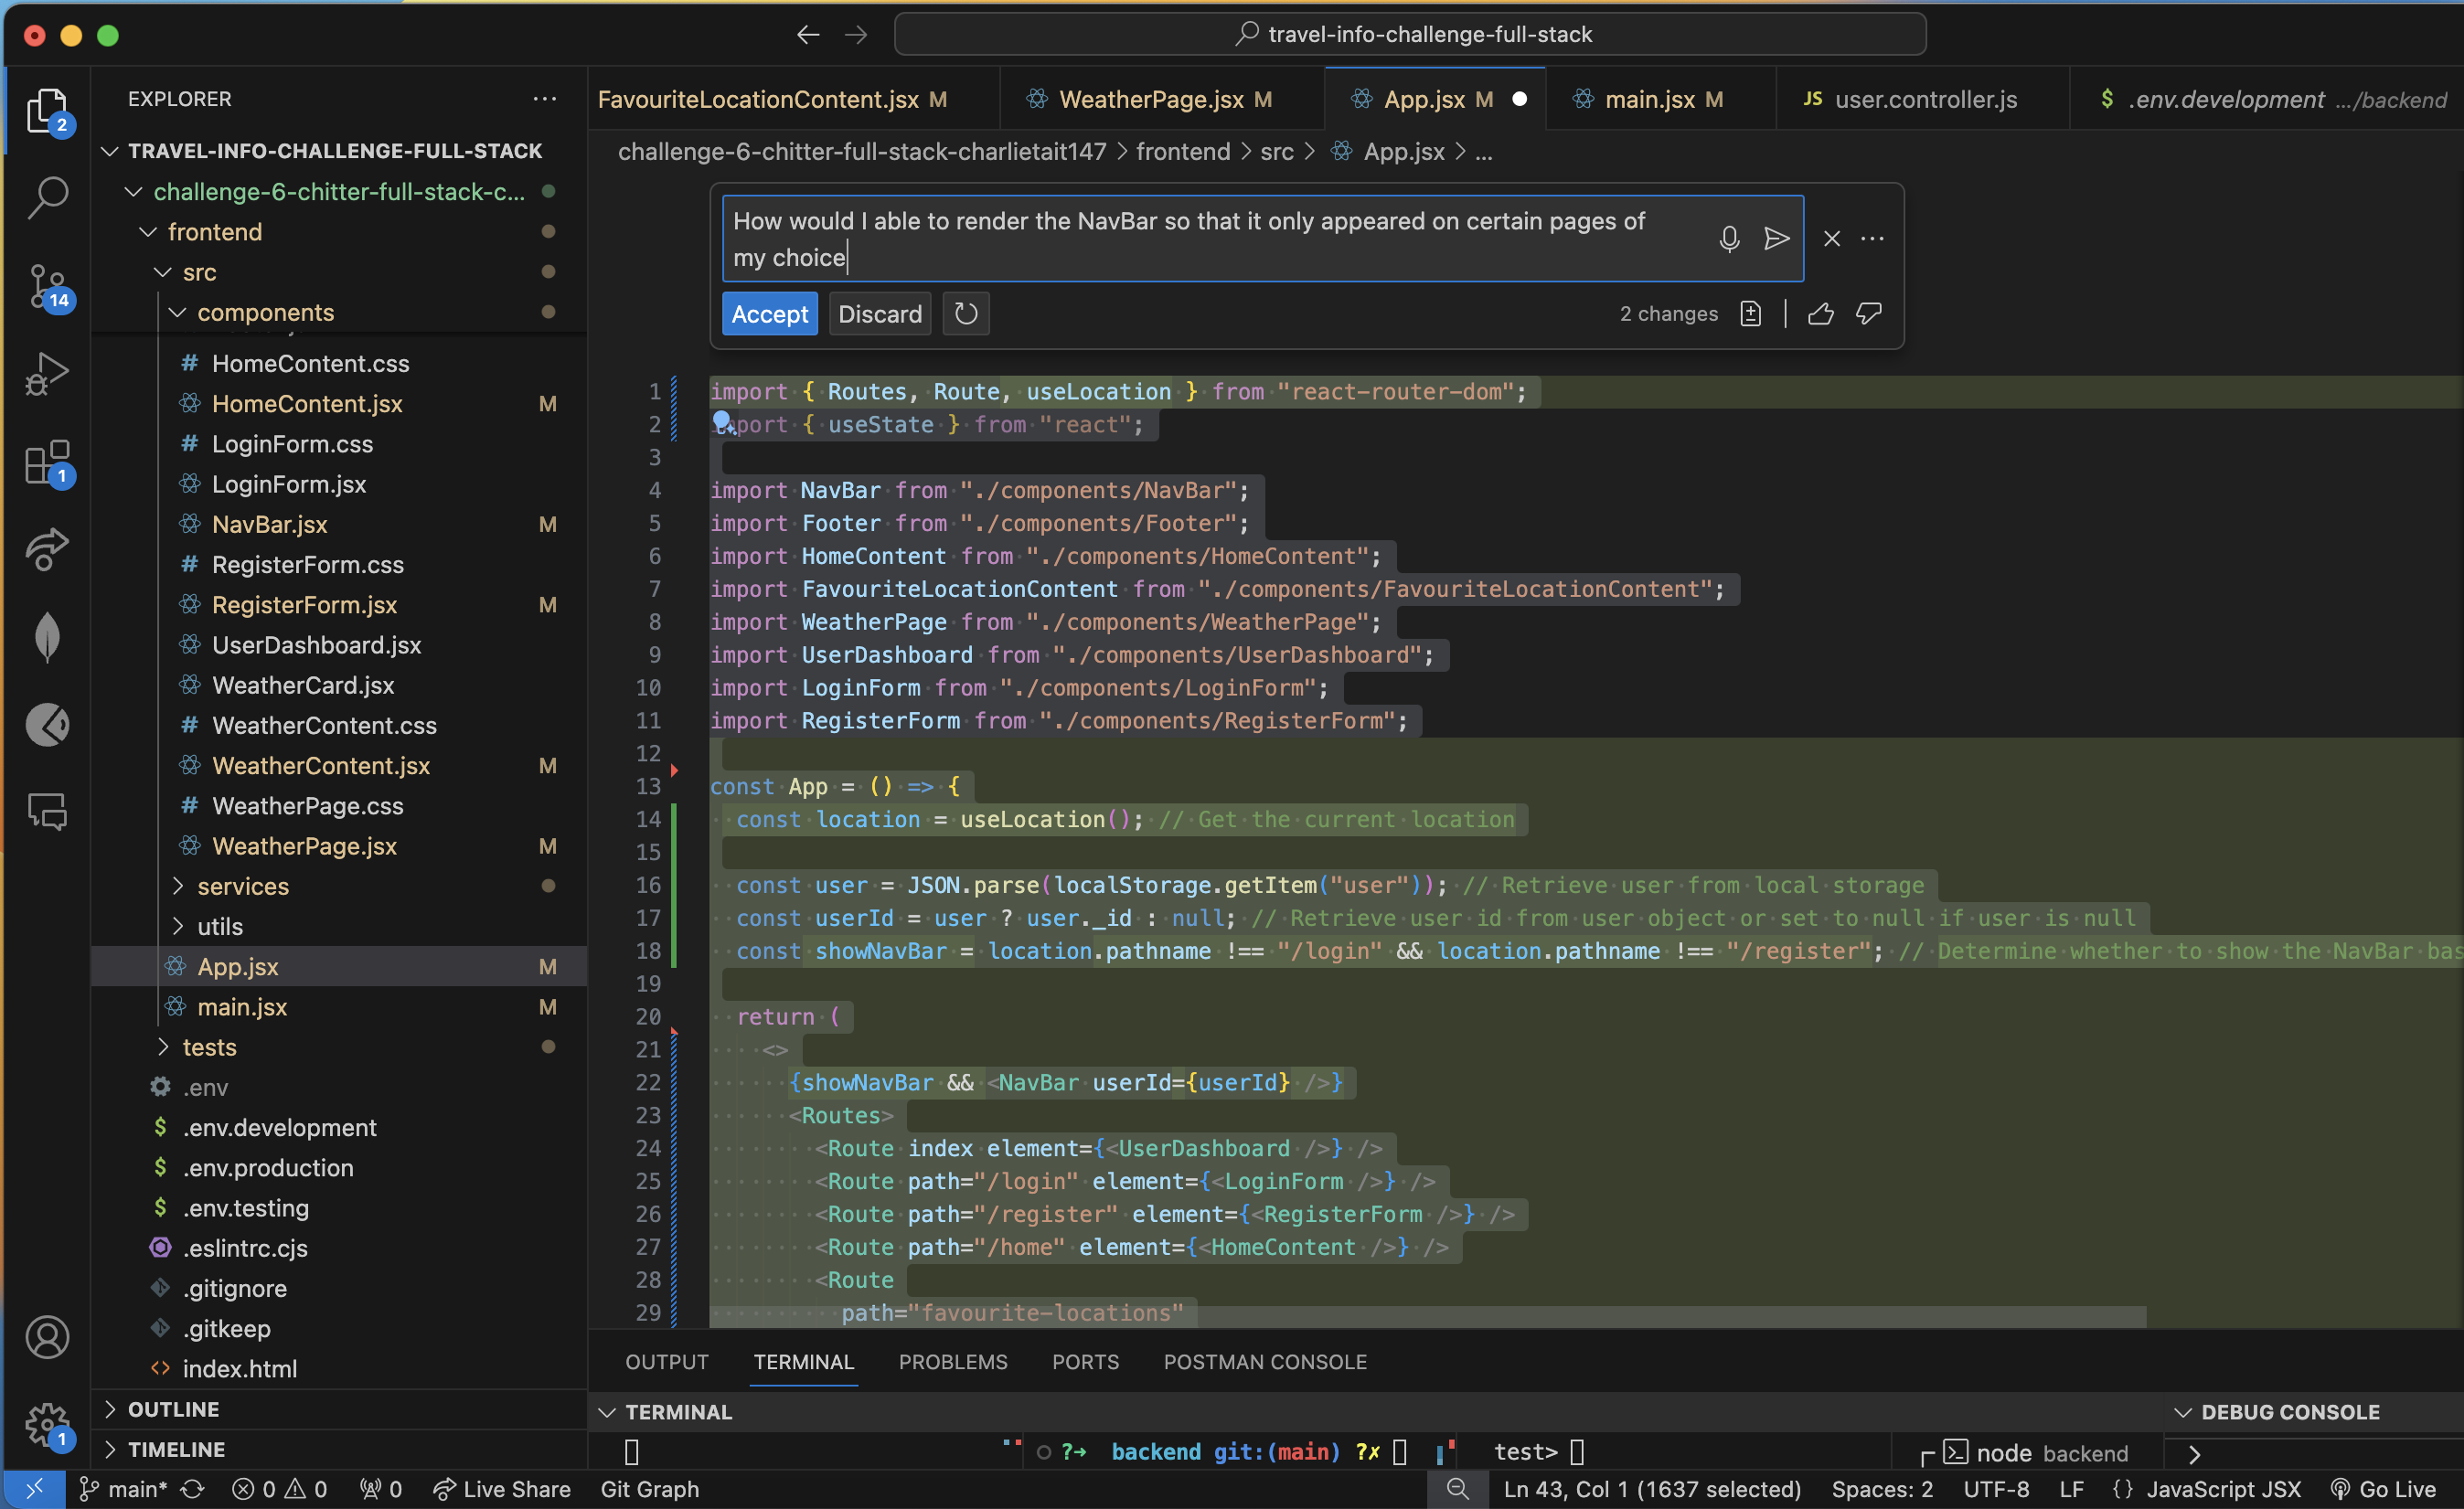 travel-info-challenge-full-stack
EXPLORER
FavouriteLocationContent.jsx M
WeatherPage.jsx M
App.jsx M
main.jsx M
JS user.controller.js
$ .env.development .../backend
2
TRAVEL-INFO-CHALLENGE-FULL-STACK
challenge-6-chitter-full-stack-charlietait147 > frontend > src > App.jsx > ...
challenge-6-chitter-full-stack-c...
frontend
src
14
components
# HomeContent.css
HomeContent.jsx M
# LoginForm.css
1
LoginForm.jsx
NavBar.jsx M
# RegisterForm.css
RegisterForm.jsx M
UserDashboard.jsx
WeatherCard.jsx
# WeatherContent.css
WeatherContent.jsx M
# WeatherPage.css
WeatherPage.jsx M
services
utils
App.jsx M
main.jsx M
tests
.env
$ .env.development
$ .env.production
$ .env.testing
.eslintrc.cjs
.gitignore
.gitkeep
<> index.html
OUTLINE
1
TIMELINE
How would I able to render the NavBar so that it only appeared on certain pages of
my choice
Accept Discard
2 changes
1 import { Routes, Route, useLocation } from "react-router-dom";
2 port { useState } from "react";
3
4 import NavBar from "./components/NavBar";
5 import Footer from "./components/Footer";
6 import HomeContent from "./components/HomeContent";
7 import FavouriteLocationContent from "./components/FavouriteLocationContent";
8 import WeatherPage from "./components/WeatherPage";
9 import UserDashboard from "./components/UserDashboard";
10 import LoginForm from "./components/LoginForm";
11 import RegisterForm from "./components/RegisterForm";
12
13 const App = () => {
14 const location = useLocation(); // Get the current location
15
16 const user = JSON.parse(localStorage.getItem("user")); // Retrieve user from local storage
17 const userId = user ? user._id : null; // Retrieve user id from user object or set to null if user is null
18 const showNavBar = location.pathname !== "/login" && location.pathname !== "/register"; // Determine whether to show the NavBar bas
19
20 return (
21 <>
22 {showNavBar && <NavBar userId={userId} />}
23 <Routes>
24 <Route index element={<UserDashboard />} />
25 <Route path="/login" element={<LoginForm />} />
26 <Route path="/register" element={<RegisterForm />} />
27 <Route path="/home" element={<HomeContent />} />
28 <Route
29 path="favourite-locations"
OUTPUT TERMINAL PROBLEMS PORTS POSTMAN CONSOLE
TERMINAL
DEBUG CONSOLE
?→ backend git:(main) ?✗
test>
node backend
>
main* 0 0 0 Live Share Git Graph
Ln 43, Col 1 (1637 selected) Spaces: 2 UTF-8 LF {} JavaScript JSX Go Live